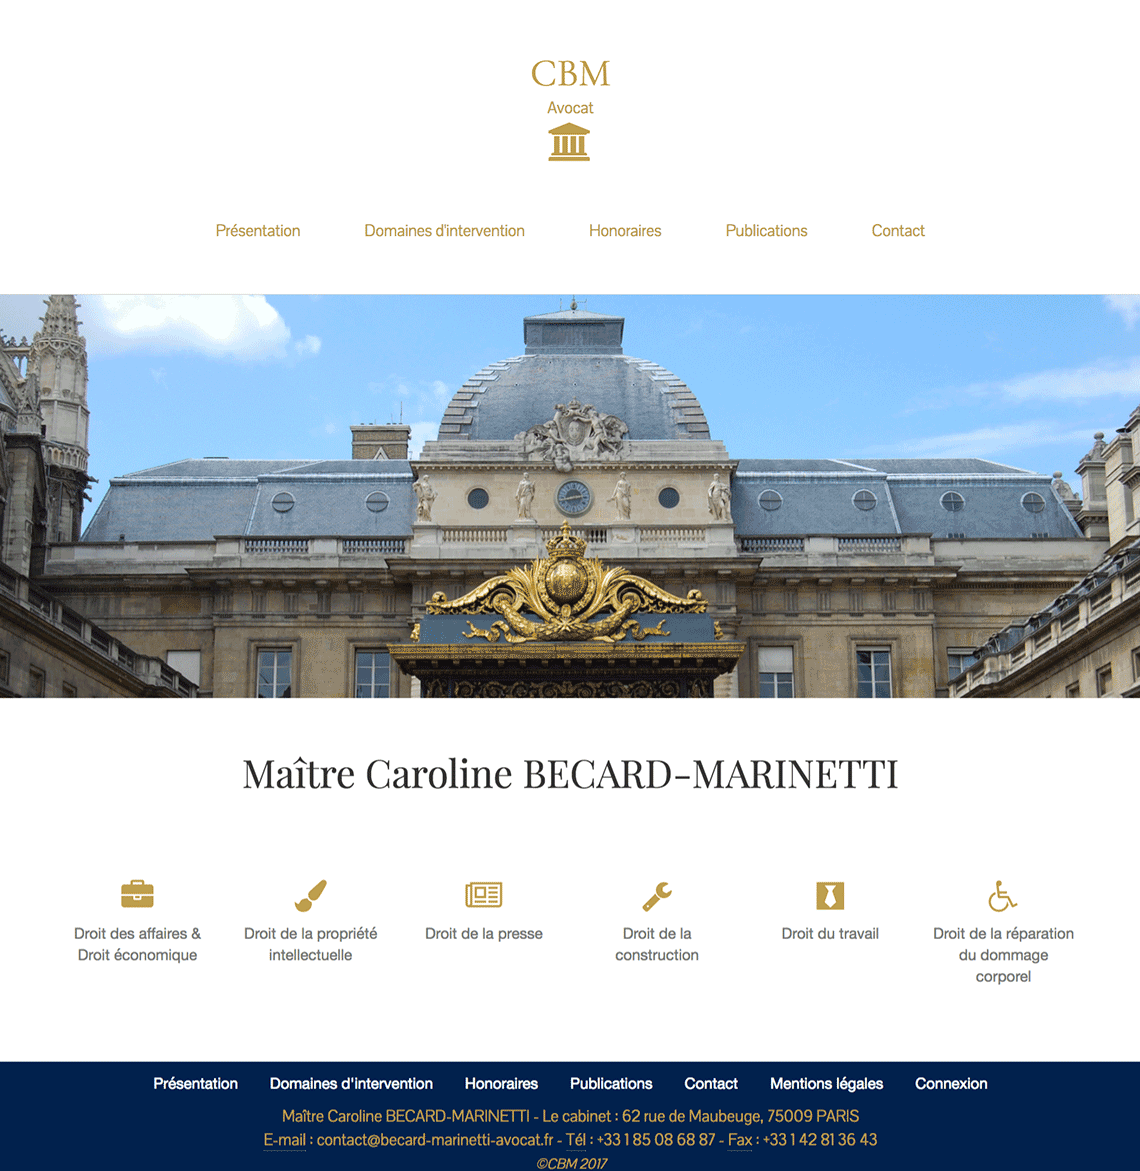 CBM
Avocat
Présentation Domaines d'intervention Honoraires Publications Contact
Maître Caroline BECARD-MARINETTI
Droit des affaires &
Droit économique
Droit de la propriété
intellectuelle
Droit de la presse
Droit de la
construction
Droit du travail
Droit de la réparation
du dommage
corporel
Présentation Domaines d'intervention Honoraires Publications Contact Mentions légales Connexion
Maître Caroline BECARD-MARINETTI - Le cabinet : 62 rue de Maubeuge, 75009 PARIS
E-mail : contact@becard-marinetti-avocat.fr - Tél : +33 1 85 08 68 87 - Fax : +33 1 42 81 36 43
©CBM 2017